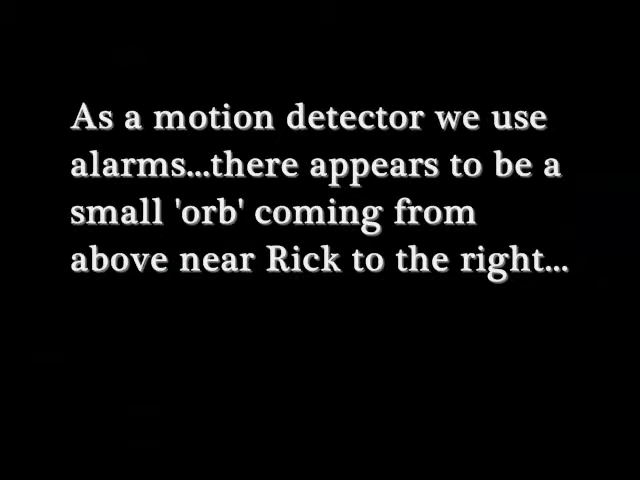 As a motion detector we use
alarms...there appears to be a
small 'orb' coming from
above near Rick to the right...